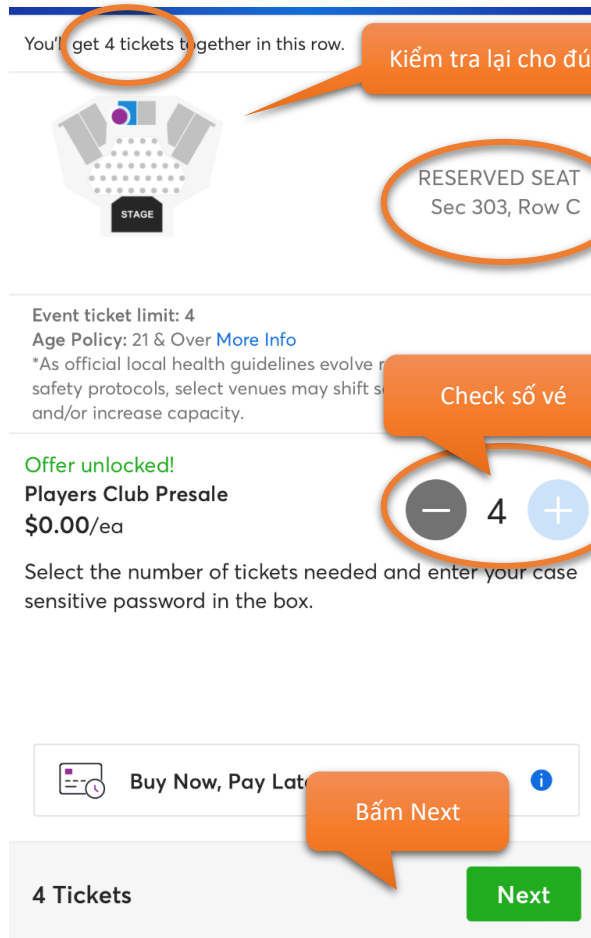 You'll get 4 tickets together in this row.
Kiểm tra lại cho đú
STAGE
RESERVED SEAT
Sec 303, Row C
Event ticket limit: 4
Age Policy: 21 & Over More Info
*As official local health guidelines evolve
safety protocols, select venues may shift
and/or increase capacity.
Check số vé
Offer unlocked!
Players Club Presale
$0.00/ea
4
Select the number of tickets needed and enter your case
sensitive password in the box.
Buy Now, Pay Lat
Bấm Next
4 Tickets
Next